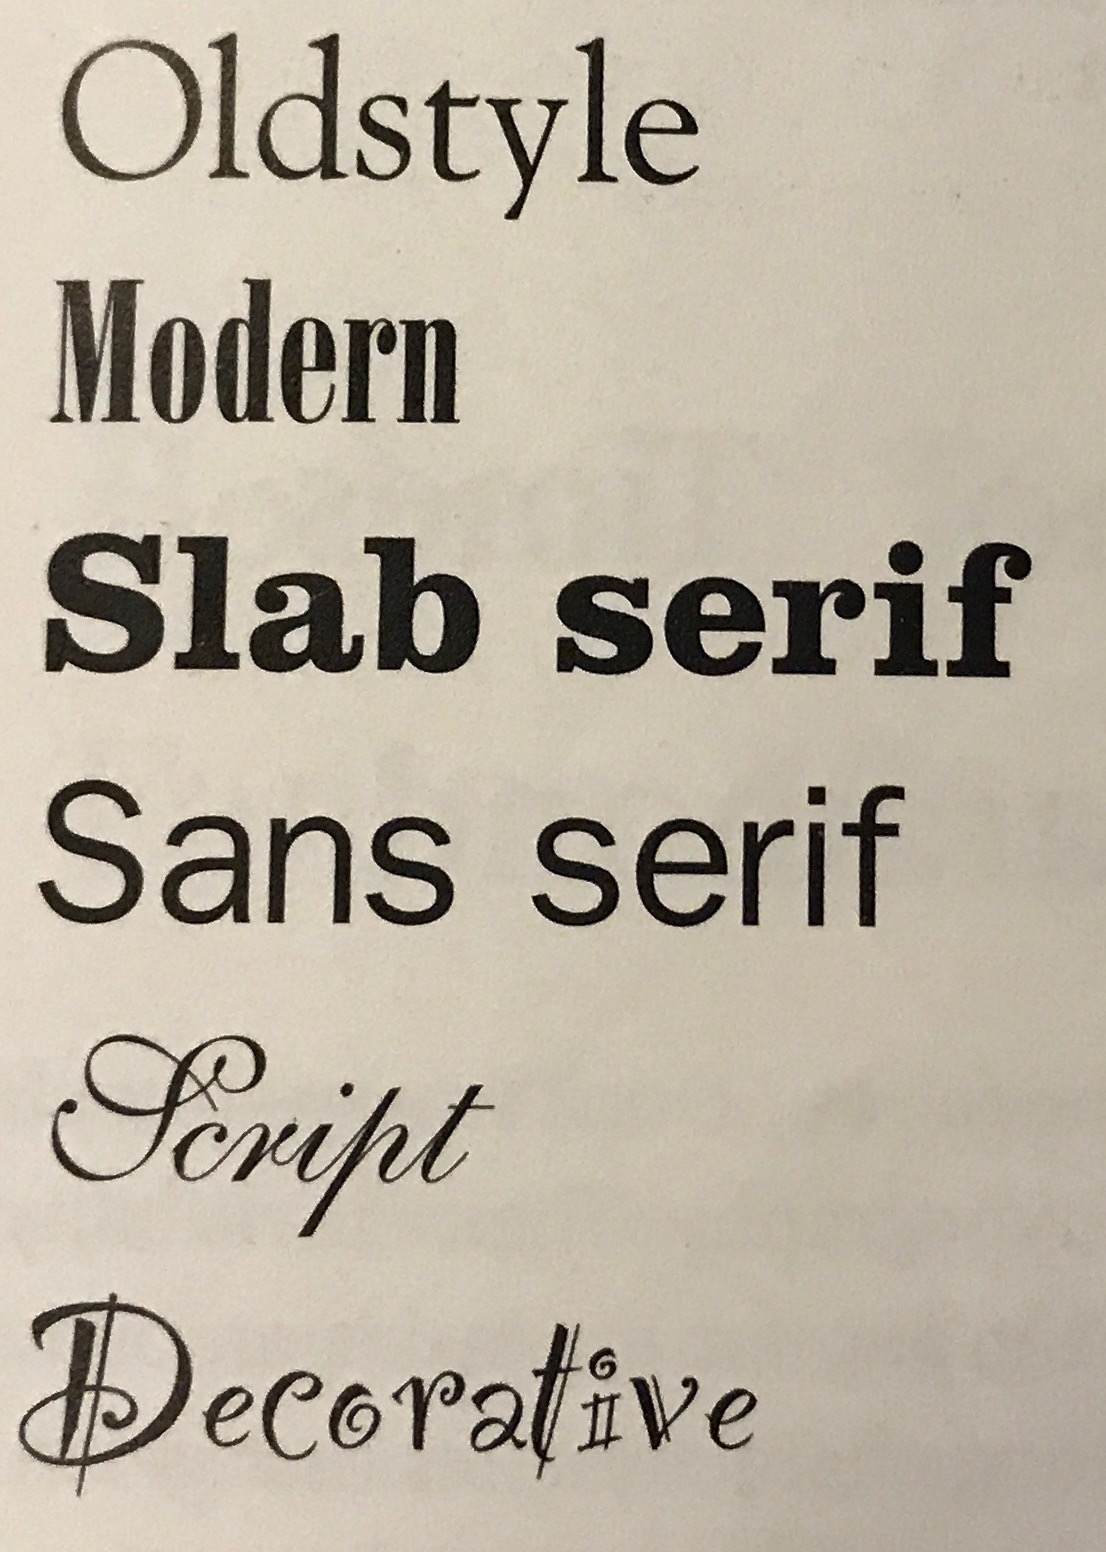 Oldstyle
Modern
Slab serif
Sans serif
Script
Decorative